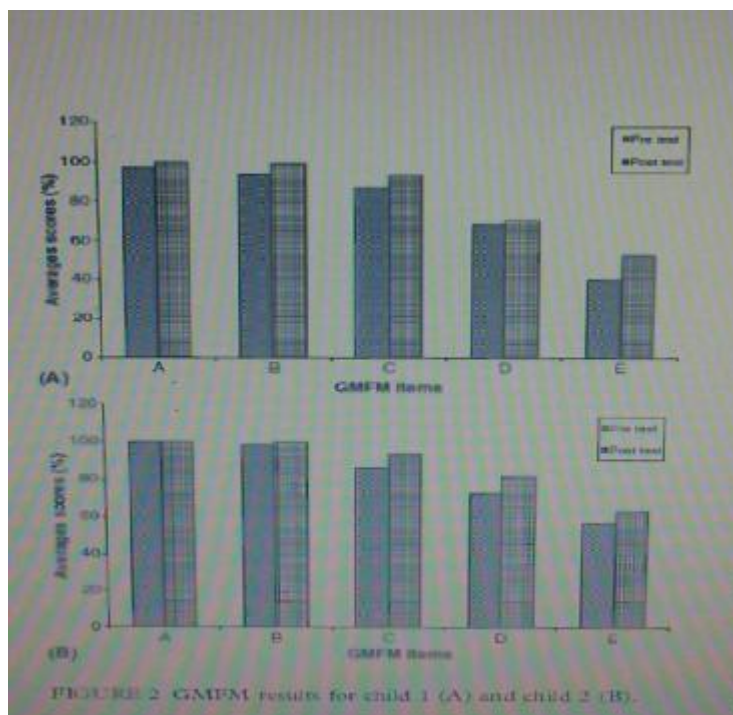 120
100
80
60
40
20
0
Averages scores (%)
Pre test
Post test
A B C D E
(A)
GMFM items
120
100
80
60
40
20
0
Averages scores (%)
Pre test
Post test
A B C D E
(B)
GMFM items
FIGURE 2 GMFM results for child 1 (A) and child 2 (B).